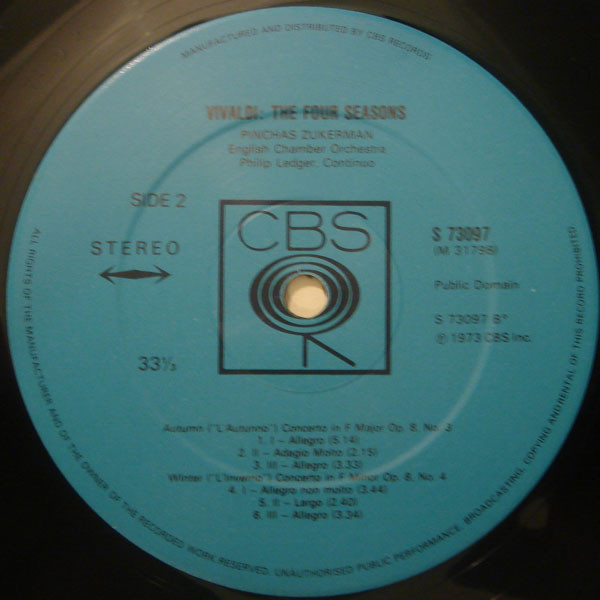 MANUFACTURED AND DISTRIBUTED BY CBS RECORDS
VIVALDI: THE FOUR SEASONS
PINCHAS ZUKERMAN
English Chamber Orchestra
Philip Ledger, Continuo
SIDE 2
STEREO
33⅓
CBS
S 73097
(M 31798)
Public Domain
S 73097 B*
℗ 1973 CBS Inc.
Autumn ("L'Autunno") Concerto in F Major Op. 8, No. 3
1. I – Allegro (5.14)
2. II – Adagio Molto (2.15)
3. III – Allegro (3.33)
Winter ("L'Inverno") Concerto in F Minor Op. 8, No. 4
4. I – Allegro non molto (3.44)
5. II – Largo (2.40)
6. III – Allegro (3.34)
ALL RIGHTS OF THE MANUFACTURER AND OF THE OWNER OF THE RECORDED WORK RESERVED. UNAUTHORISED PUBLIC PERFORMANCE, BROADCASTING, COPYING AND RENTAL OF THIS RECORD PROHIBITED